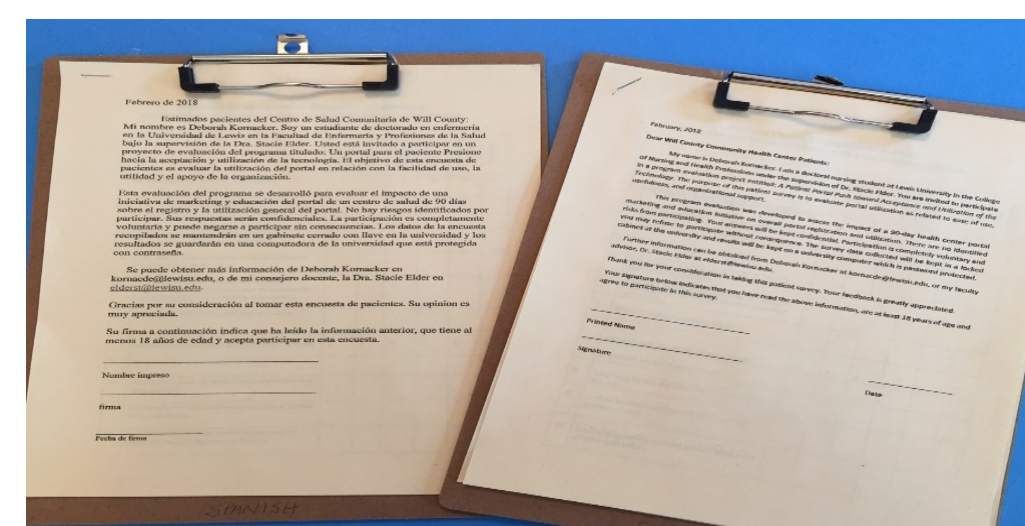 Febrero de 2018
Estimados pacientes del Centro de Salud Comunitaria de Will County:
Mi nombre es Deborah Kornacker. Soy un estudiante de doctorado en enfermería
en la Universidad de Lewis en la Facultad de Enfermería y Profesiones de la Salud
bajo la supervisión de la Dra. Stacie Elder. Usted está invitado a participar en un
proyecto de evaluación del programa titulado: Un portal para el paciente Presione
hacia la aceptación y utilización de la tecnología. El objetivo de esta encuesta de
pacientes es evaluar la utilización del portal en relación con la facilidad de uso, la
utilidad y el apoyo de la organización.
Esta evaluación del programa se desarrolló para evaluar el impacto de una
iniciativa de marketing y educación del portal de un centro de salud de 90 días
sobre el registro y la utilización general del portal. No hay riesgos identificados por
participar. Sus respuestas serán confidenciales. La participación es completamente
voluntaria y puede negarse a participar sin consecuencias. Los datos de la encuesta
recopilados se mantendrán en un gabinete cerrado con llave en la universidad y los
resultados se guardarán en una computadora de la universidad que está protegida
con contraseña.
Se puede obtener más información de Deborah Kornacker en
kornacde@lewisu.edu, o de mi consejero docente, la Dra. Stacie Elder en
elderst@lewisu.edu.
Gracias por su consideración al tomar esta encuesta de pacientes. Su opinion es
muy apreciada.
Su firma a continuación indica que ha leído la información anterior, que tiene al
menos 18 años de edad y acepta participar en esta encuesta.
Nombre impreso
firma
Fecha de firma
SPANISH
February, 2018
Dear Will County Community Health Center Patients:
My name is Deborah Kornacker. I am a doctoral nursing student at Lewis University in the College
of Nursing and Health Professions under the supervision of Dr. Stacie Elder. You are invited to participate
in a program evaluation project entitled: A Patient Portal Push toward Acceptance and Utilization of the
Technology. The purpose of this patient survey is to evaluate portal utilization as related to ease of use,
usefulness, and organizational support.
This program evaluation was developed to assess the impact of a 90-day health center portal
marketing and education initiative on overall portal registration and utilization. There are no identified
risks from participating. Your answers will be kept confidential. Participation is completely voluntary and
you may refuse to participate without consequence. The survey data collected will be kept in a locked
cabinet at the university and results will be kept on a university computer which is password protected.
Further information can be obtained from Deborah Kornacker at kornacde@lewisu.edu, or my faculty
advisor, Dr. Stacie Elder at elderst@lewisu.edu.
Thank you for your consideration in taking this patient survey. Your feedback is greatly appreciated.
Your signature below indicates that you have read the above information, are at least 18 years of age and
agree to participate in this survey.
Printed Name
Signature
Date